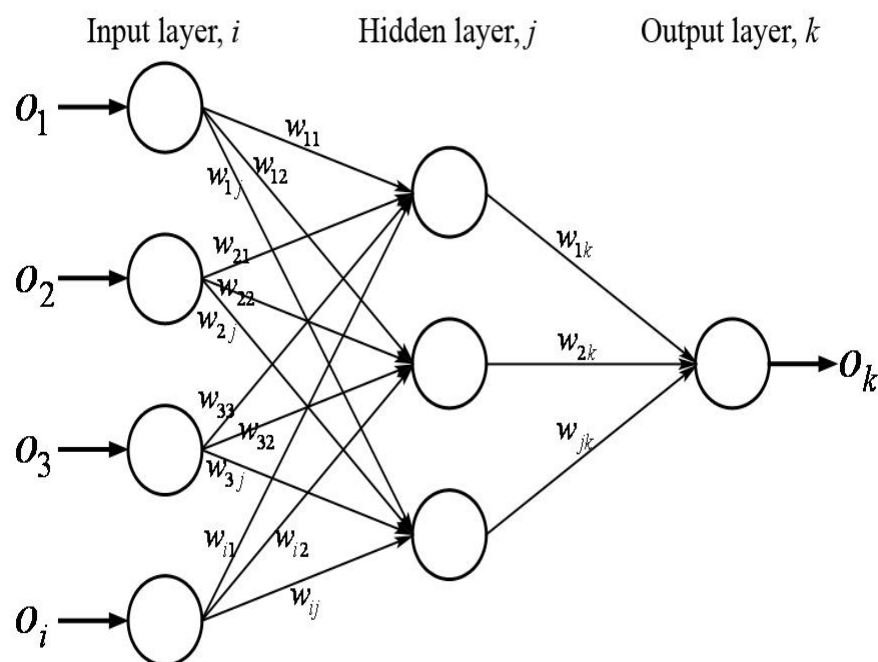 Input layer, i
Hidden layer, j
Output layer, k
o1
w11
w12
w1j
w21
o2
w22
w2j
w1k
w2k
ok
w33
w32
o3
w3j
wjk
wi1
wi2
wij
oi